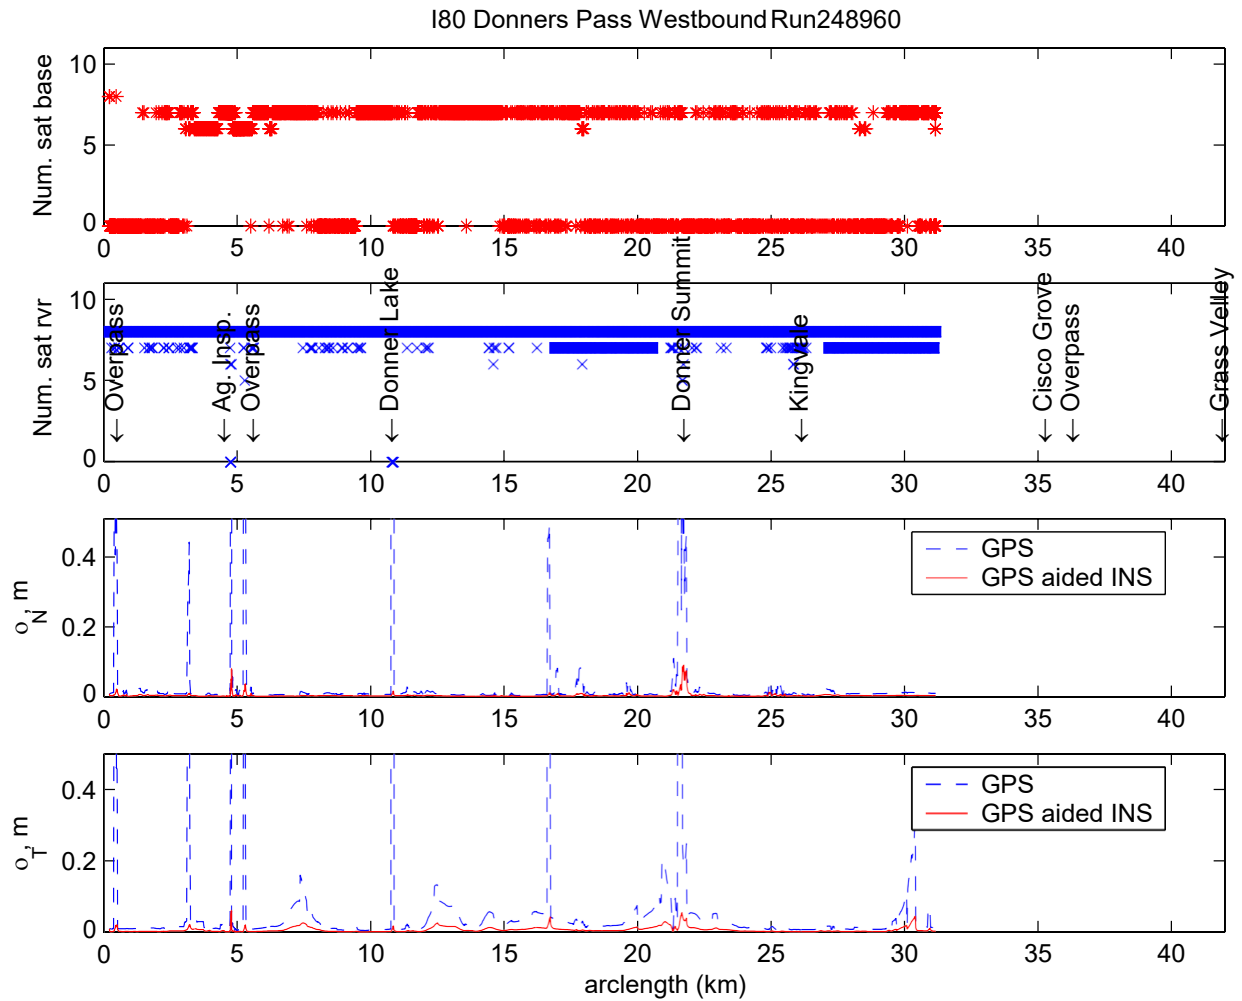 I80 Donners Pass Westbound Run248960
Num. sat base
10
5
0
0 5 10 15 20 25 30 35 40
Num. sat rvr
10
5
0
Overpass
Ag. Insp.
Overpass
Donner Lake
Donner Summit
Kingvale
Cisco Grove
Overpass
Grass Velley
0 5 10 15 20 25 30 35 40
σN, m
0.4
0.2
0
GPS
GPS aided INS
0 5 10 15 20 25 30 35 40
σT, m
0.4
0.2
0
GPS
GPS aided INS
0 5 10 15 20 25 30 35 40
arclength (km)